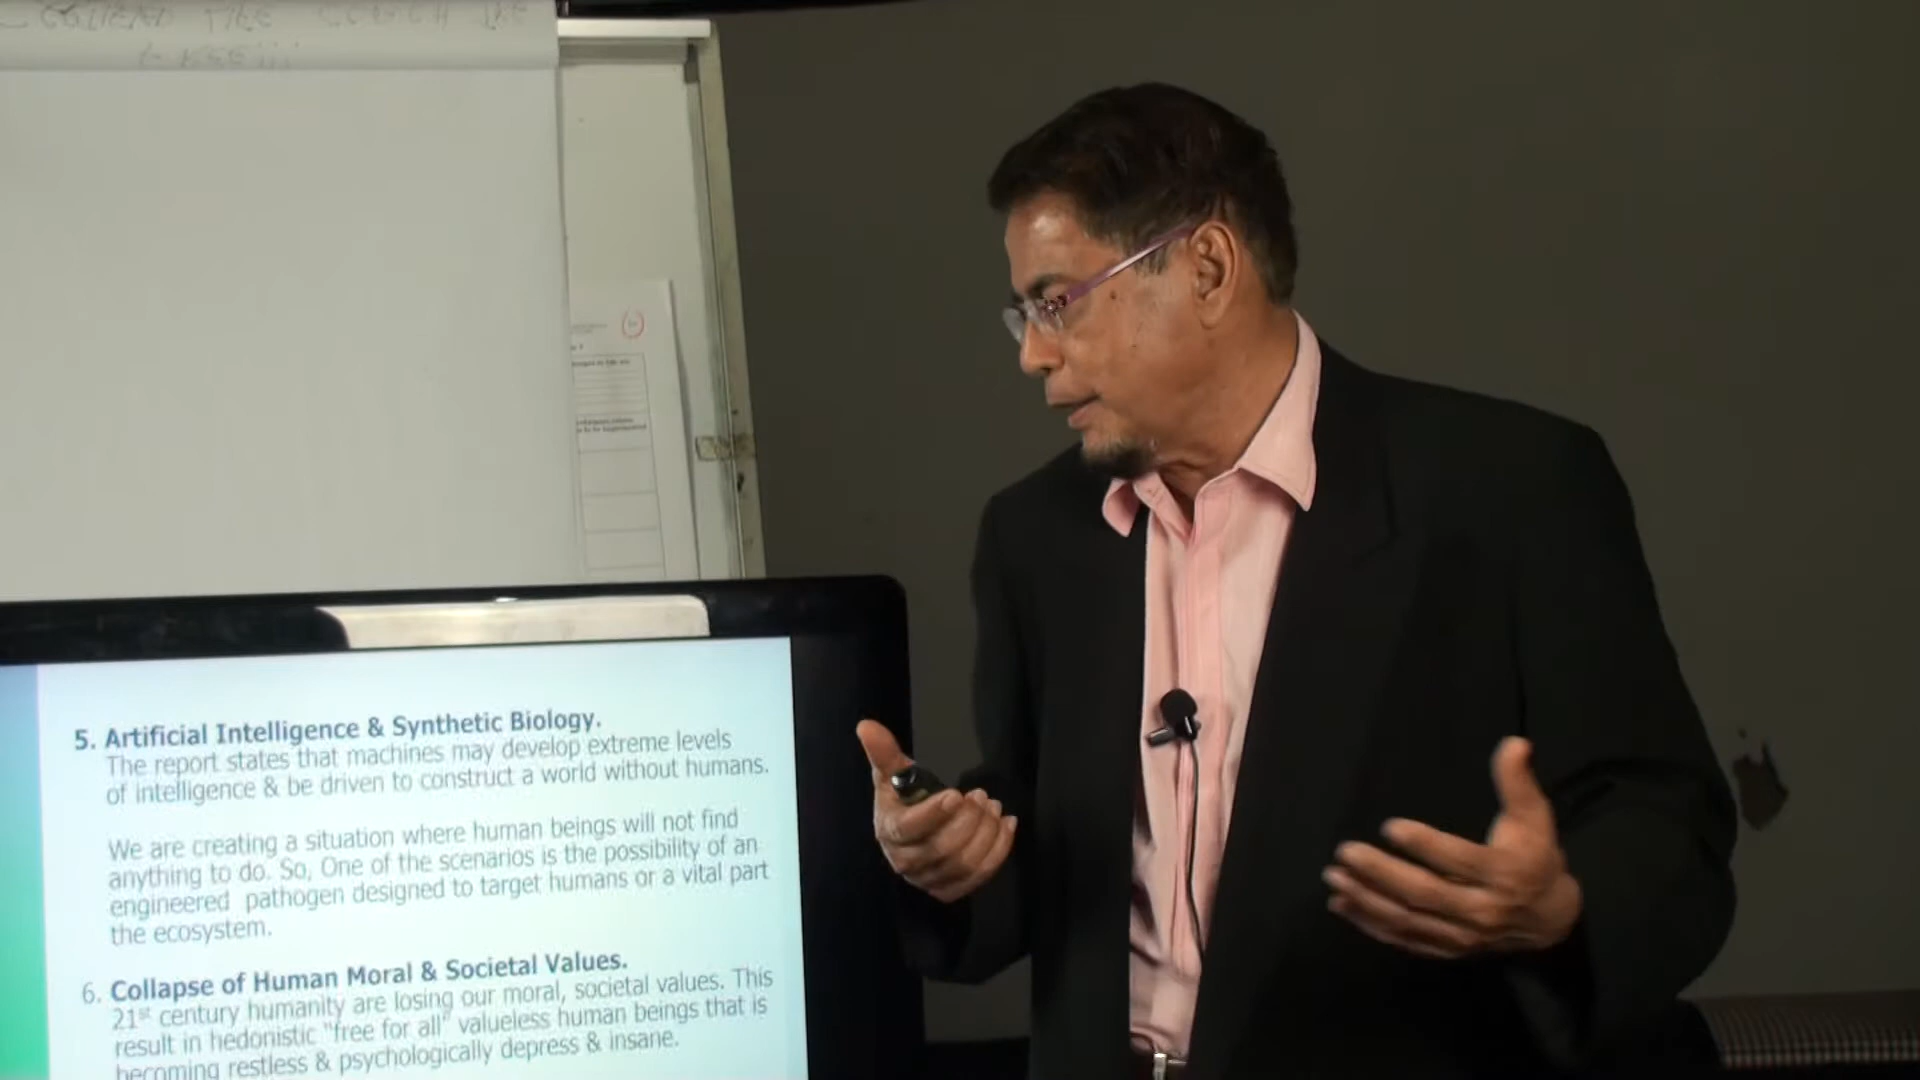 5. Artificial Intelligence & Synthetic Biology.
The report states that machines may develop extreme levels
of intelligence & be driven to construct a world without humans.
We are creating a situation where human beings will not find
anything to do. So, One of the scenarios is the possibility of an
engineered pathogen designed to target humans or a vital part
the ecosystem.
6. Collapse of Human Moral & Societal Values.
21st century humanity are losing our moral, societal values. This
result in hedonistic "free for all" valueless human beings that is
becoming restless & psychologically depress & insane.